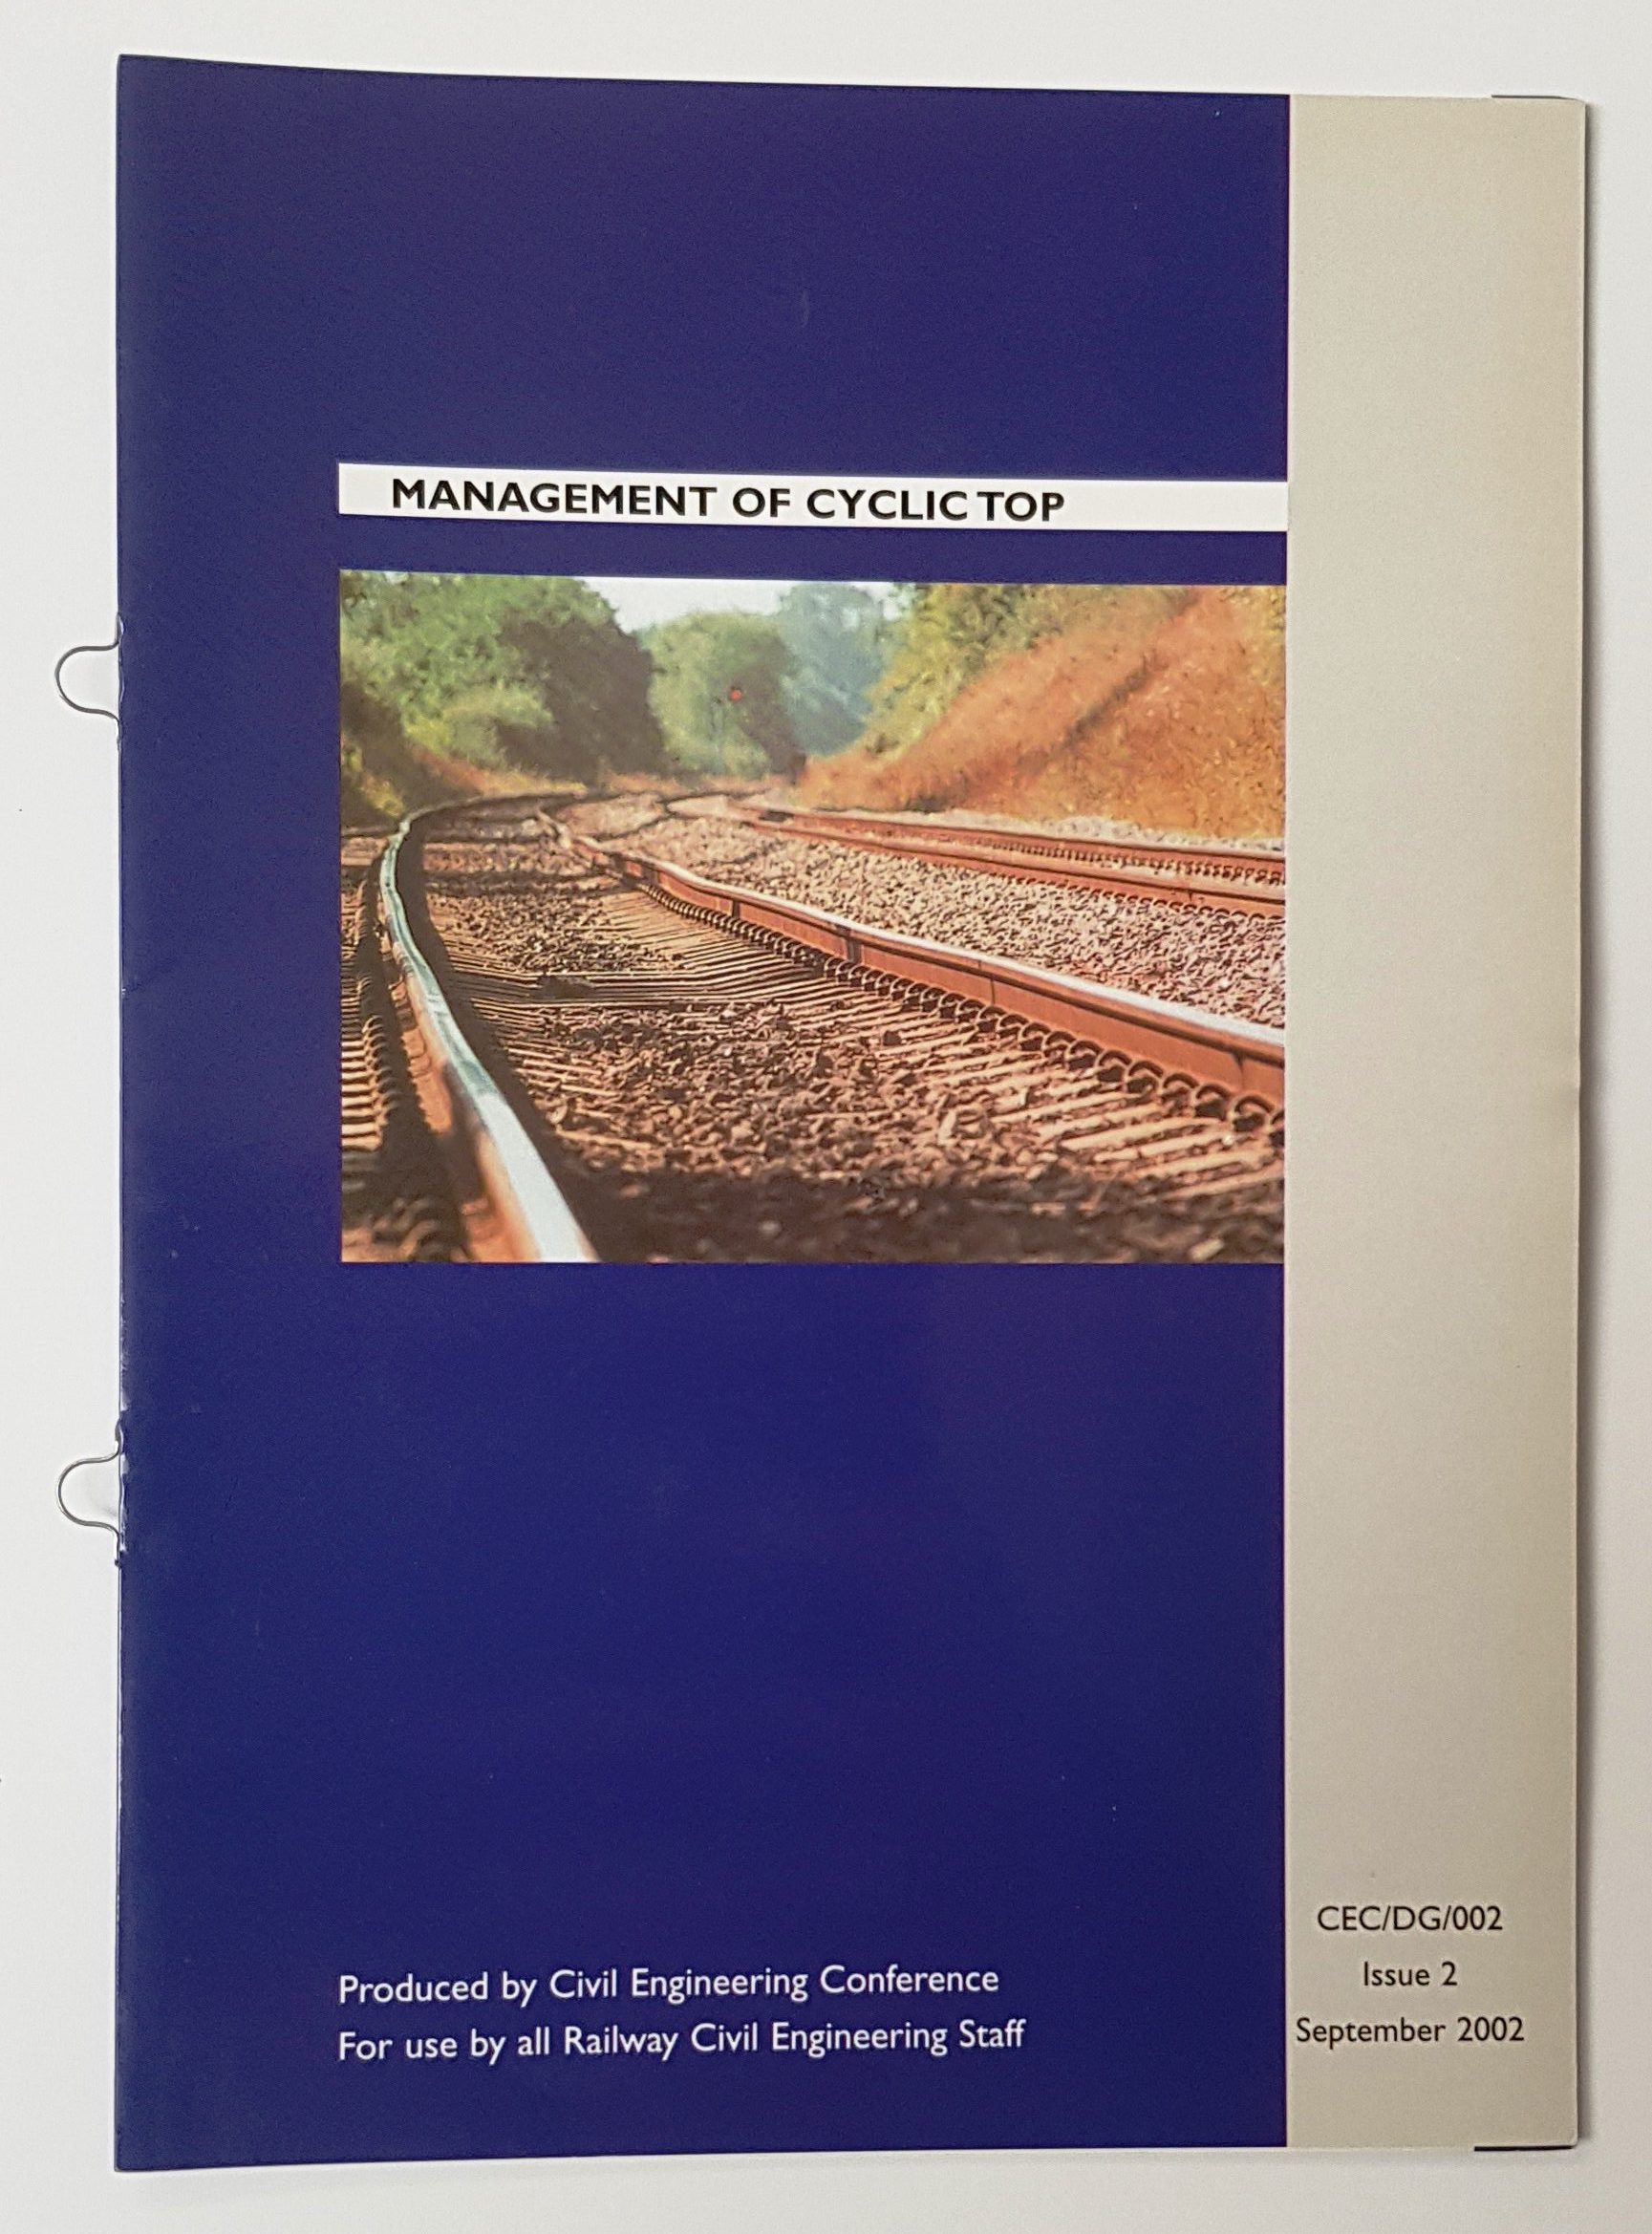 MANAGEMENT OF CYCLIC TOP
Produced by Civil Engineering Conference
For use by all Railway Civil Engineering Staff
CEC/DG/002
Issue 2
September 2002